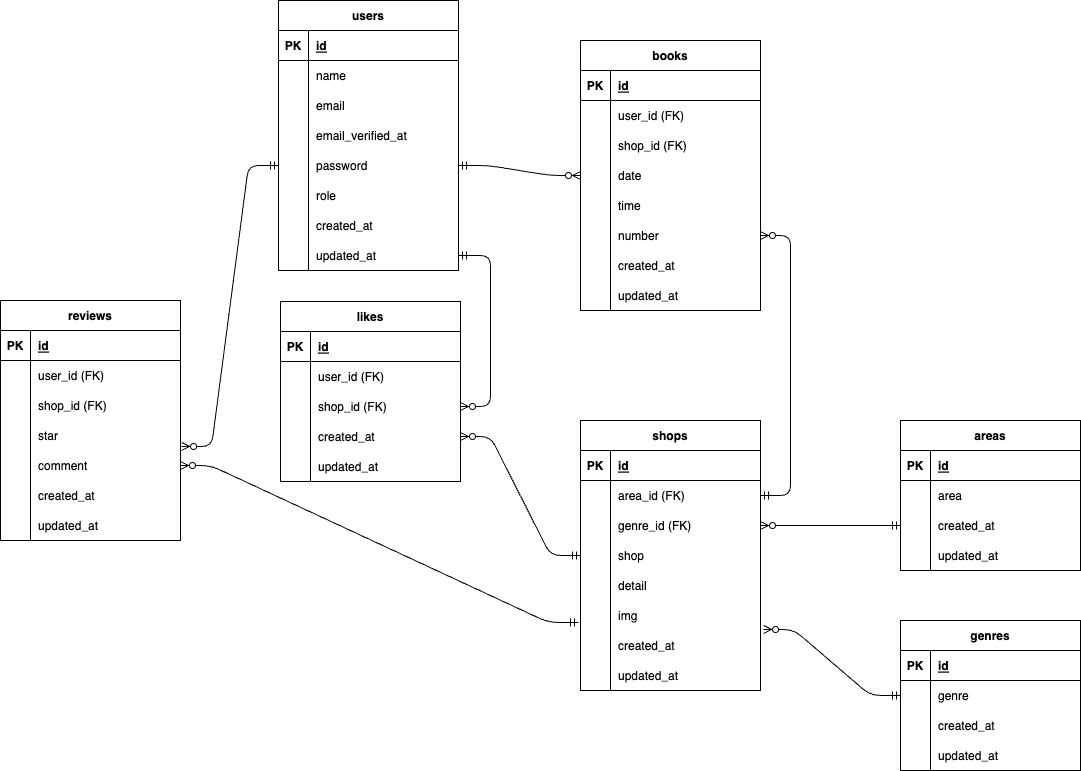 users
PK id
name
email
email_verified_at
password
role
created_at
updated_at
books
PK id
user_id (FK)
shop_id (FK)
date
time
number
created_at
updated_at
reviews
PK id
user_id (FK)
shop_id (FK)
star
comment
created_at
updated_at
likes
PK id
user_id (FK)
shop_id (FK)
created_at
updated_at
shops
PK id
area_id (FK)
genre_id (FK)
shop
detail
img
created_at
updated_at
areas
PK id
area
created_at
updated_at
genres
PK id
genre
created_at
updated_at